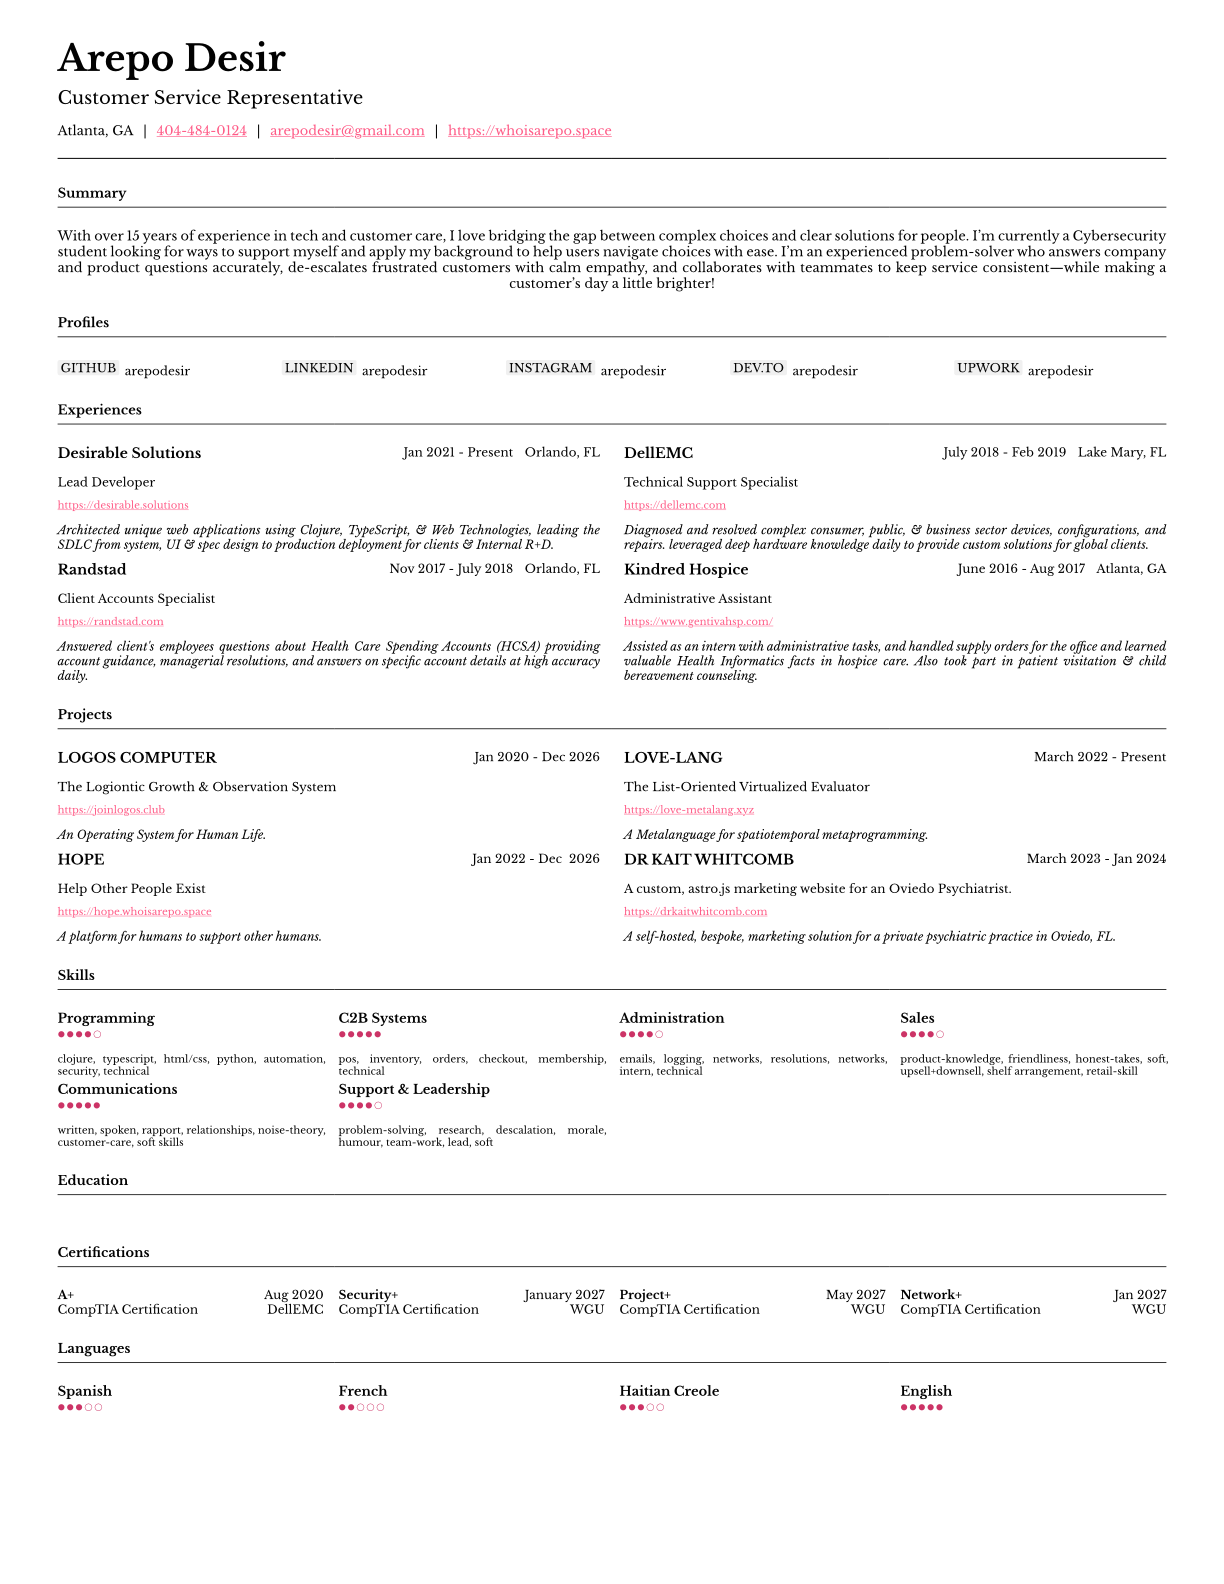 Arepo Desir
Customer Service Representative
Atlanta, GA | 404-484-0124 | arepodesir@gmail.com | https://whoisarepo.space
Summary
With over 15 years of experience in tech and customer care, I love bridging the gap between complex choices and clear solutions for people. I’m currently a Cybersecurity
student looking for ways to support myself and apply my background to help users navigate choices with ease. I’m an experienced problem-solver who answers company
and product questions accurately, de-escalates frustrated customers with calm empathy, and collaborates with teammates to keep service consistent—while making a
customer’s day a little brighter!
Profiles
GITHUB arepodesir LINKEDIN arepodesir INSTAGRAM arepodesir DEV.TO arepodesir UPWORK arepodesir
Experiences
Desirable Solutions Jan 2021 - Present Orlando, FL
Lead Developer
https://desirable.solutions
Architected unique web applications using Clojure, TypeScript, & Web Technologies, leading the
SDLC from system, UI & spec design to production deployment for clients & Internal R+D.
DellEMC July 2018 - Feb 2019 Lake Mary, FL
Technical Support Specialist
https://dellemc.com
Diagnosed and resolved complex consumer, public, & business sector devices, configurations, and
repairs. leveraged deep hardware knowledge daily to provide custom solutions for global clients.
Randstad Nov 2017 - July 2018 Orlando, FL
Client Accounts Specialist
https://randstad.com
Answered client's employees questions about Health Care Spending Accounts (HCSA) providing
account guidance, managerial resolutions, and answers on specific account details at high accuracy
daily.
Kindred Hospice June 2016 - Aug 2017 Atlanta, GA
Administrative Assistant
https://www.gentivahsp.com/
Assisted as an intern with administrative tasks, and handled supply orders for the office and learned
valuable Health Informatics facts in hospice care. Also took part in patient visitation & child
bereavement counseling.
Projects
LOGOS COMPUTER Jan 2020 - Dec 2026
The Logiontic Growth & Observation System
https://joinlogos.club
An Operating System for Human Life.
LOVE-LANG March 2022 - Present
The List-Oriented Virtualized Evaluator
https://love-metalang.xyz
A Metalanguage for spatiotemporal metaprogramming.
HOPE Jan 2022 - Dec 2026
Help Other People Exist
https://hope.whoisarepo.space
A platform for humans to support other humans.
DR KAIT WHITCOMB March 2023 - Jan 2024
A custom, astro.js marketing website for an Oviedo Psychiatrist.
https://drkaitwhitcomb.com
A self-hosted, bespoke, marketing solution for a private psychiatric practice in Oviedo, FL.
Skills
Programming
clojure, typescript, html/css, python, automation,
security, technical
C2B Systems
pos, inventory, orders, checkout, membership,
technical
Administration
emails, logging, networks, resolutions, networks,
intern, technical
Sales
product-knowledge, friendliness, honest-takes, soft,
upsell+downsell, shelf arrangement, retail-skill
Communications
written, spoken, rapport, relationships, noise-theory,
customer-care, soft skills
Support & Leadership
problem-solving, research, descalation, morale,
humour, team-work, lead, soft
Education
Certifications
A+ Aug 2020
CompTIA Certification DellEMC
Security+ January 2027
CompTIA Certification WGU
Project+ May 2027
CompTIA Certification WGU
Network+ Jan 2027
CompTIA Certification WGU
Languages
Spanish
French
Haitian Creole
English